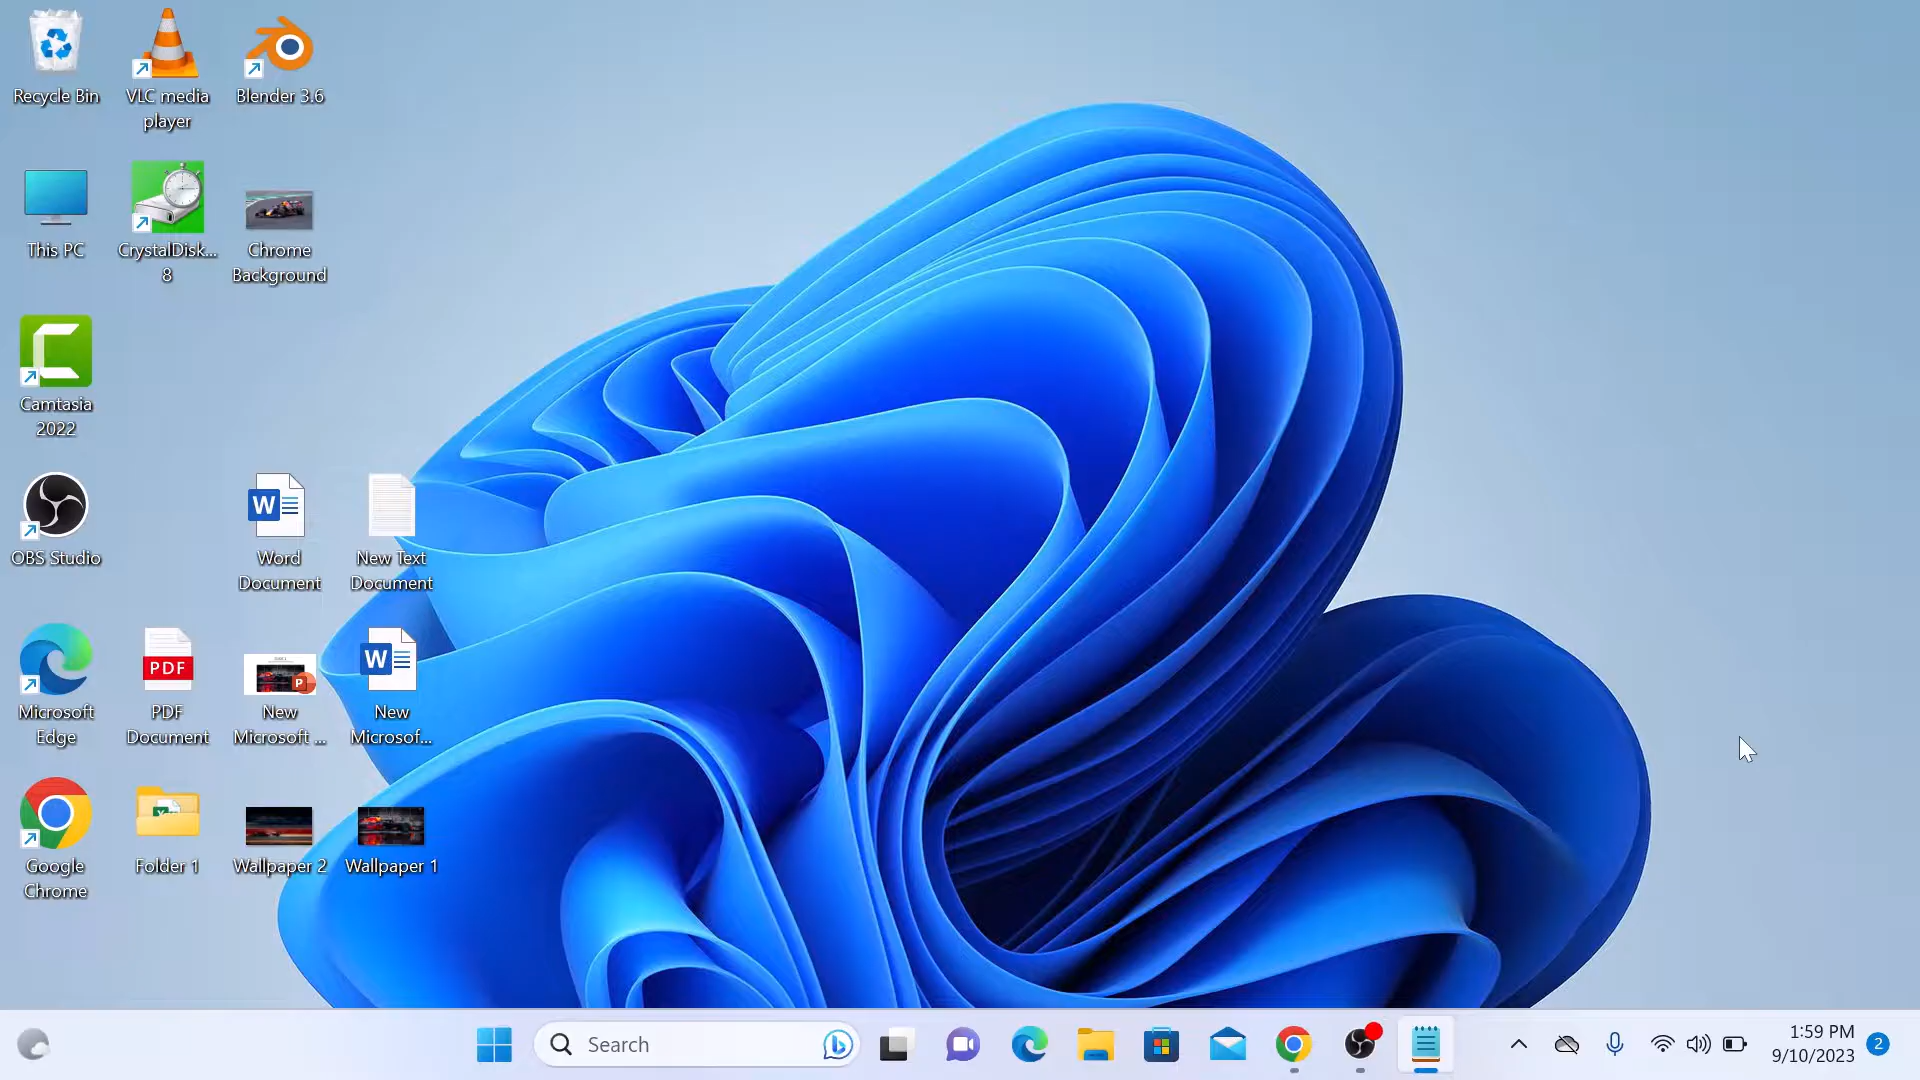 Recycle Bin
VLC media
player
Blender 3.6
This PC
CrystalDisk...
8
Chrome
Background
Camtasia
2022
OBS Studio
W
Word
Document
New Text
Document
Microsoft
Edge
PDF
PDF
Document
P
New
Microsoft ...
W
New
Microsof...
Google
Chrome
Folder 1
Wallpaper 2
Wallpaper 1
Search
1:59 PM
9/10/2023
2